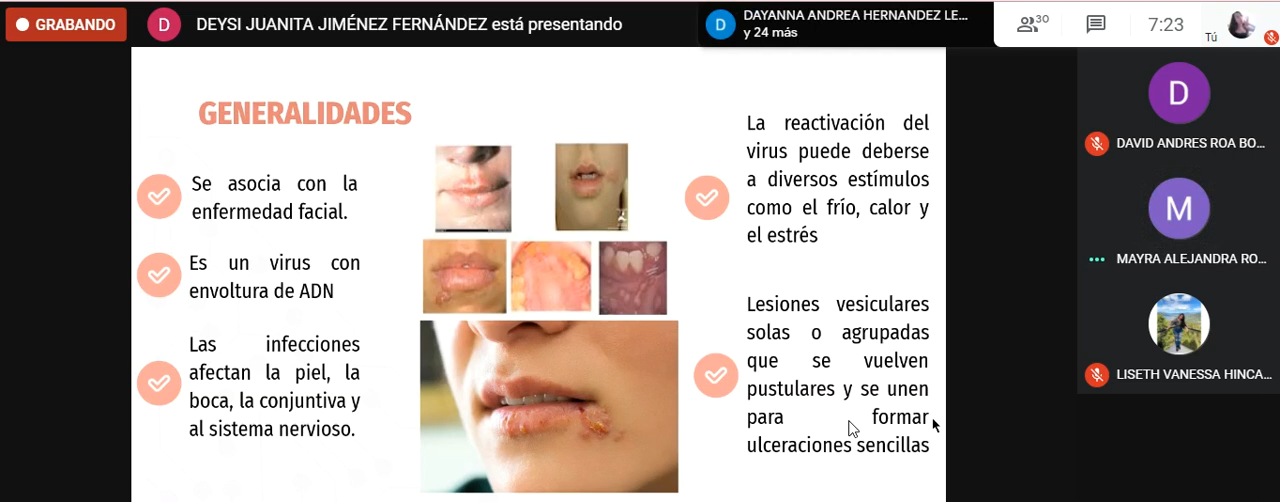 GRABANDO
D
DEYSI JUANITA JIMÉNEZ FERNÁNDEZ está presentando
D
DAYANNA ANDREA HERNANDEZ LE...
y 24 más
30
7:23
Tú
GENERALIDADES
Se asocia con la
enfermedad facial.
Es un virus con
envoltura de ADN
Las infecciones
afectan la piel, la
boca, la conjuntiva y
al sistema nervioso.
La reactivación del
virus puede deberse
a diversos estímulos
como el frío, calor y
el estrés
Lesiones vesiculares
solas o agrupadas
que se vuelven
pustulares y se unen
para formar
ulceraciones sencillas
D
DAVID ANDRES ROA BO...
M
MAYRA ALEJANDRA RO...
LISETH VANESSA HINCA...